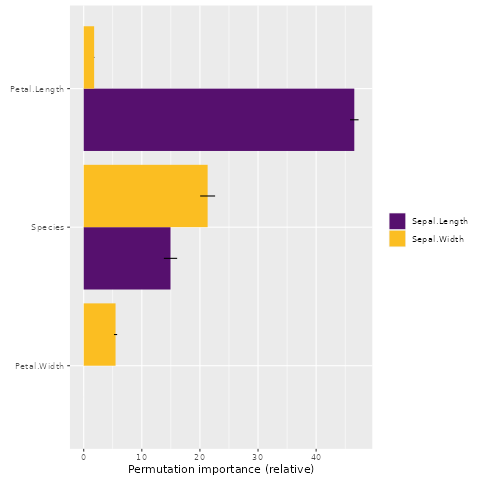 Petal.Length
Species
Petal.Width
0 10 20 30 40
Permutation importance (relative)
Sepal.Length
Sepal.Width